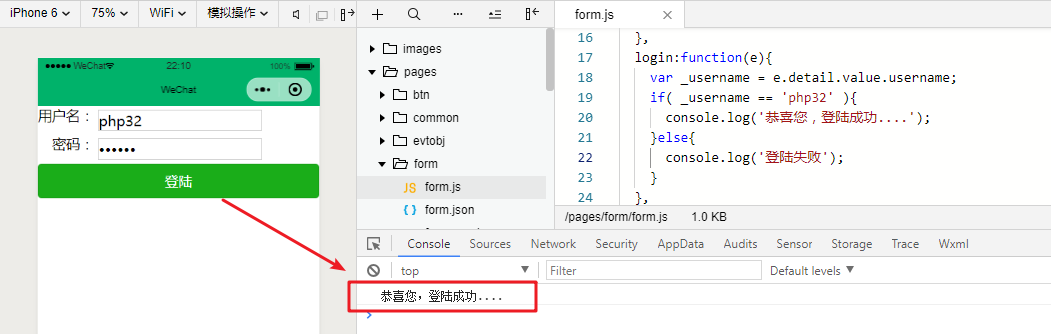 iPhone 6 75% WiFi 模拟操作
WeChat 22:10 100%
WeChat
用户名： php32
密码： ••••••
登陆
images
pages
btn
common
evtobj
form
JS form.js
{ } form.json
form.js
16 },
17 login:function(e){
18 var _username = e.detail.value.username;
19 if( _username == 'php32' ){
20 console.log('恭喜您，登陆成功....');
21 }else{
22 console.log('登陆失败');
23 }
24 },
/pages/form/form.js 1.0 KB
Console Sources Network Security AppData Audits Sensor Storage Trace Wxml
top Filter Default levels
恭喜您，登陆成功....